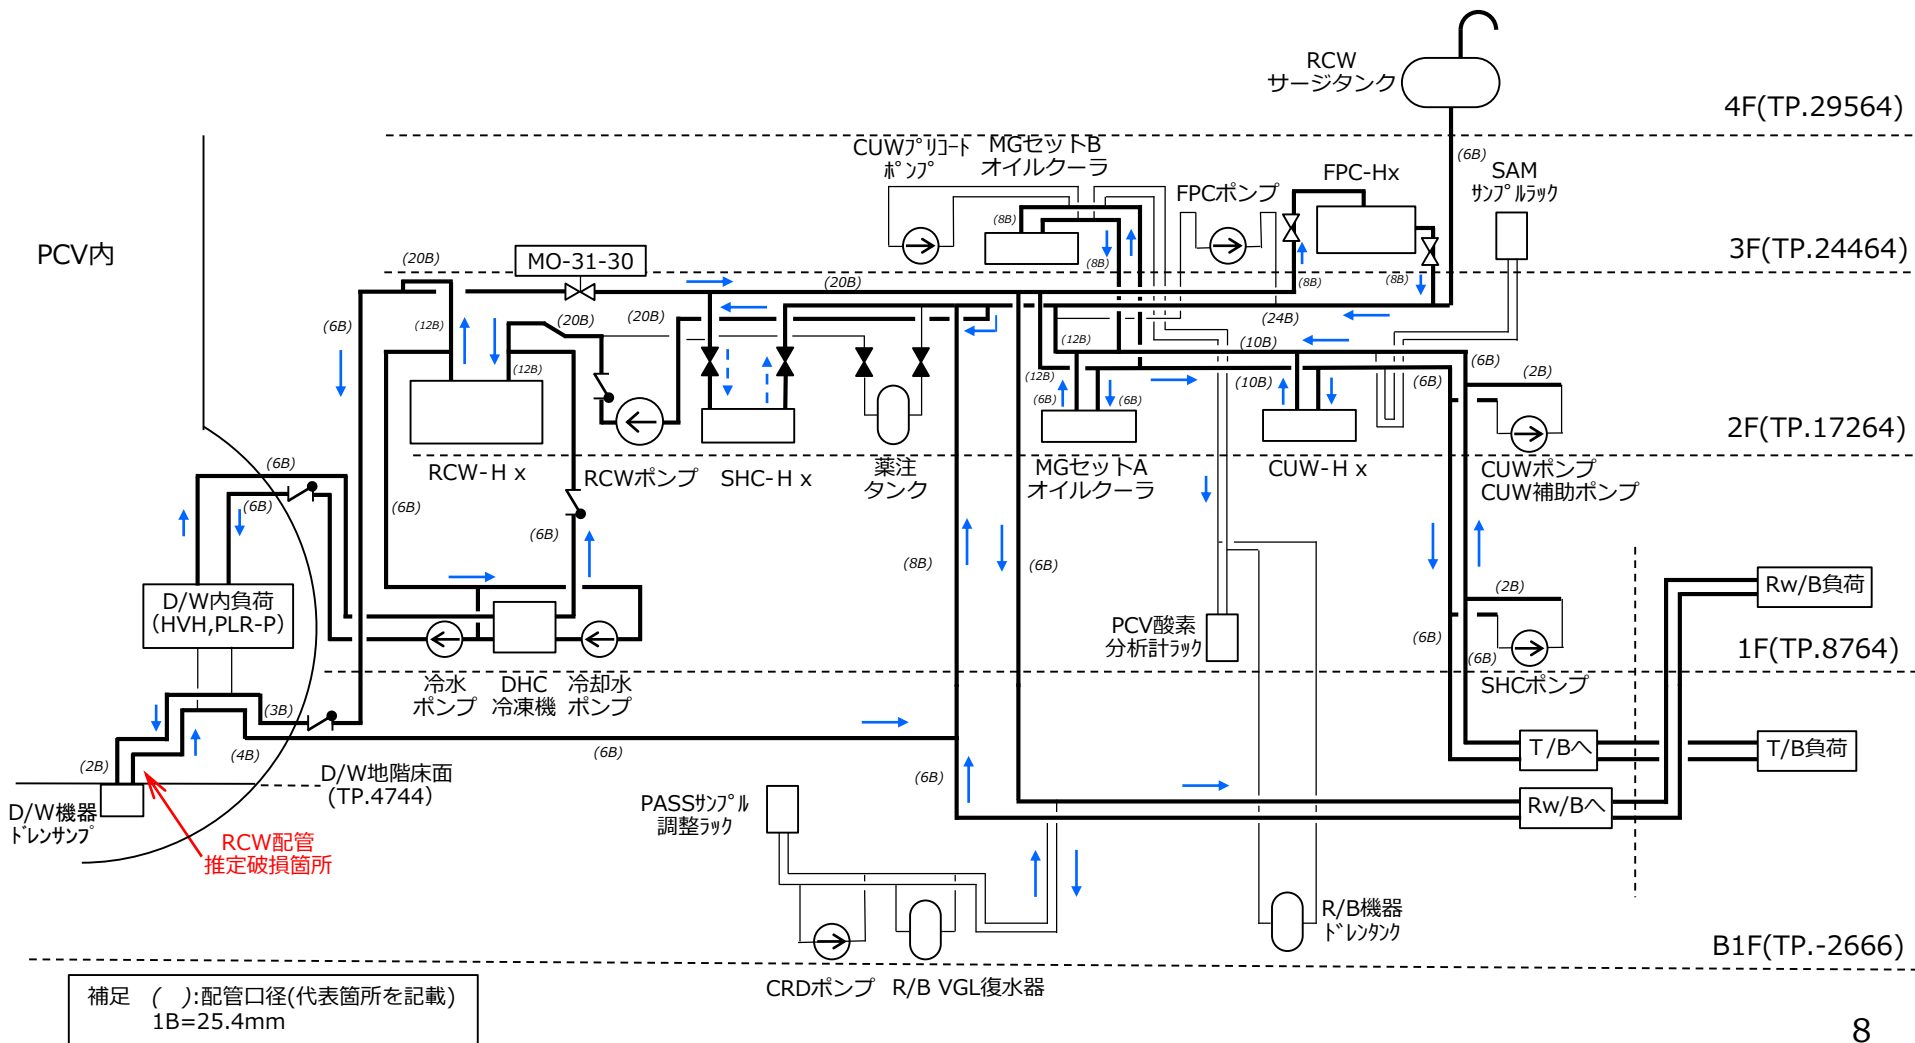 RCW
サージタンク
4F(TP.29564)
CUWﾌﾟﾘｺｰﾄ
ﾎﾟﾝﾌﾟ
MGセットB
オイルクーラ
(6B)
FPCポンプ
FPC-Hx
SAM
ｻﾝﾌﾟﾙﾗｯｸ
PCV内
(8B)
3F(TP.24464)
(20B)
MO-31-30
(8B)
(20B)
(8B)
(8B)
(6B)
(12B)
(20B)
(20B)
(24B)
(12B)
(10B)
(6B)
(12B)
(12B)
(6B)
(6B)
(10B)
(6B)
(2B)
2F(TP.17264)
RCW-H x
RCWポンプ
SHC-H x
薬注
タンク
MGセットA
オイルクーラ
CUW-H x
CUWポンプ
CUW補助ポンプ
(6B)
(6B)
(6B)
(6B)
(8B)
(6B)
(2B)
D/W内負荷
(HVH,PLR-P)
Rw/B負荷
PCV酸素
分析計ﾗｯｸ
(6B)
(6B)
1F(TP.8764)
冷水
ポンプ
DHC
冷凍機
冷却水
ポンプ
SHCポンプ
(3B)
(4B)
(6B)
T/Bへ
T/B負荷
(2B)
D/W地階床面
(TP.4744)
(6B)
PASSｻﾝﾌﾟﾙ
調整ﾗｯｸ
Rw/Bへ
D/W機器
ﾄﾞﾚﾝｻﾝﾌﾟ
RCW配管
推定破損箇所
R/B機器
ﾄﾞﾚﾝﾀﾝｸ
B1F(TP.-2666)
CRDポンプ
R/B VGL復水器
補足 ( ):配管口径(代表箇所を記載)
1B=25.4mm
8